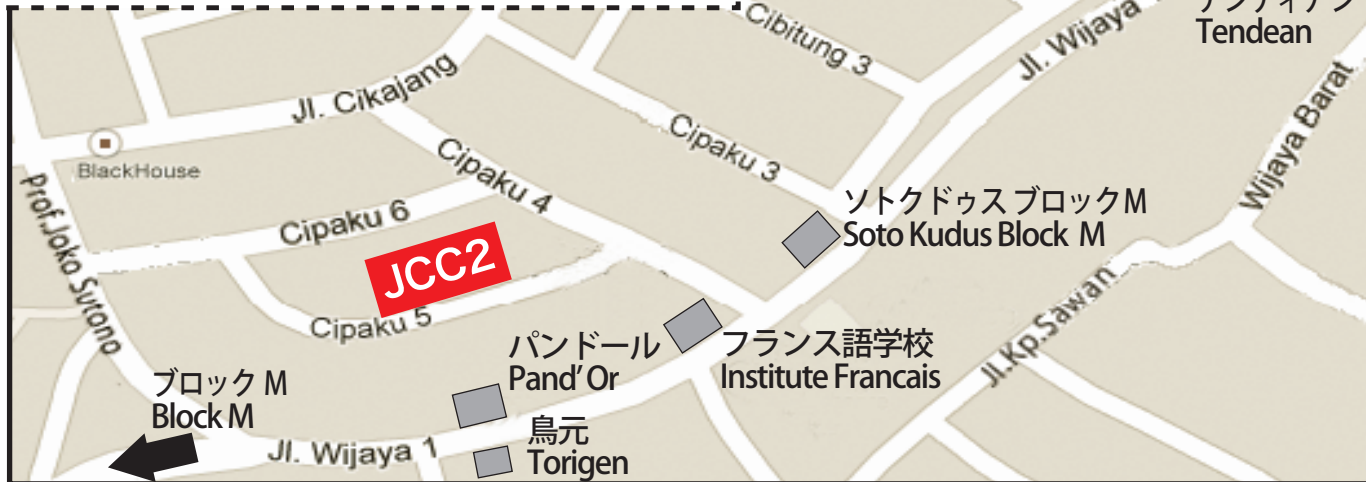 Cibitung 3
Jl. Wijaya 1
Tendean
Jl. Cikajang
BlackHouse
Cipaku 4
Cipaku 3
Wijaya Barat
Prof.Joko Sutono
Cipaku 6
JCC2
ソトクドゥス ブロックM
Soto Kudus Block M
Cipaku 5
Jl.Kp.Sawan
パンドール
Pand'Or
フランス語学校
Institute Francais
ブロック M
Block M
Jl. Wijaya 1
鳥元
Torigen